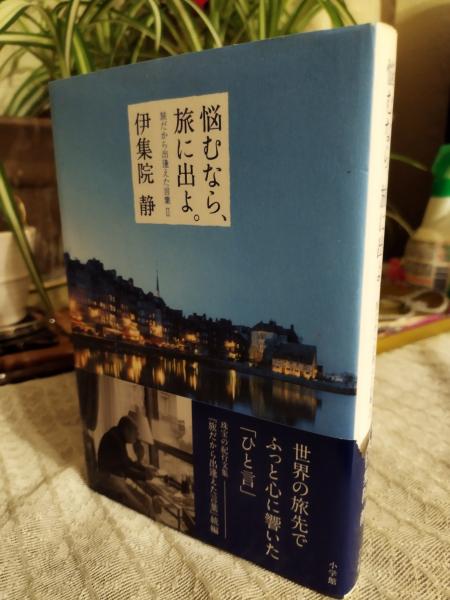 悩むなら、
旅に出よ。
旅だから出逢えた言葉 II
伊集院 静
世界の旅先で
ふっと心に響いた
「ひと言」
珠玉の紀行文集
『旅だから出逢えた言葉』続編
小学館